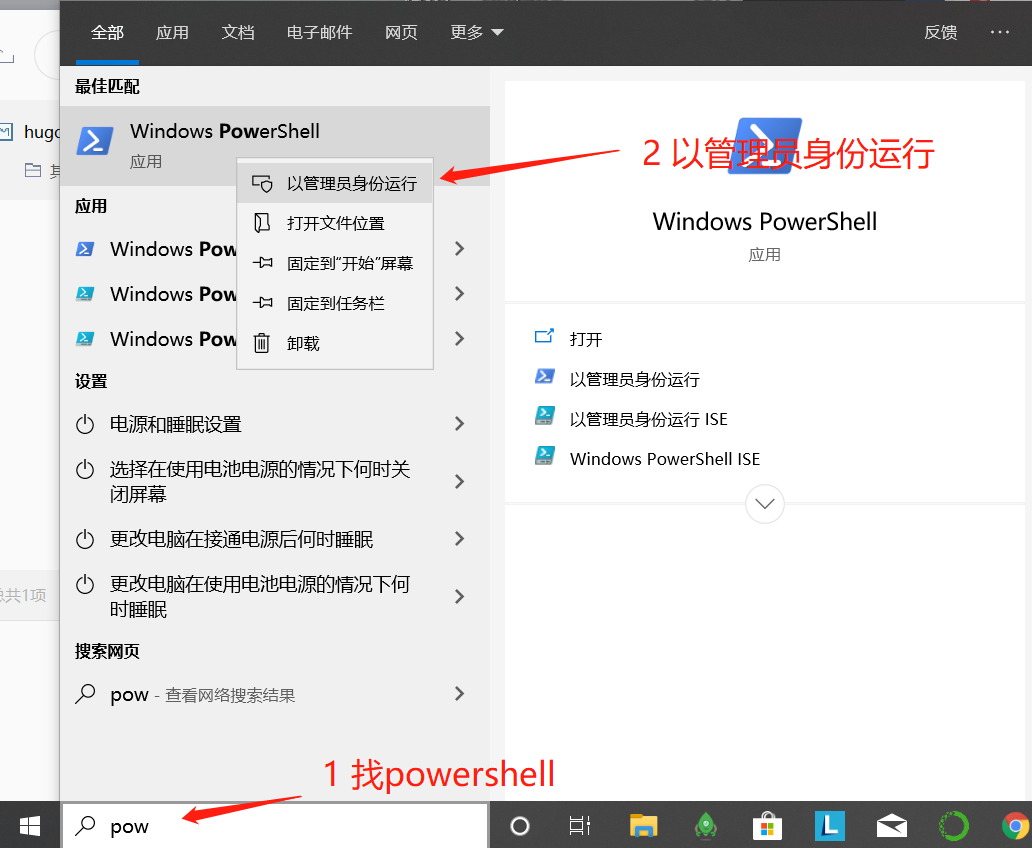 全部
应用
文档
电子邮件
网页
更多
反馈
最佳匹配
Windows PowerShell
应用
2 以管理员身份运行
以管理员身份运行
打开文件位置
固定到“开始”屏幕
固定到任务栏
卸载
应用
Windows Pow
Windows Pow
Windows Pow
设置
电源和睡眠设置
选择在使用电池电源的情况下何时关
闭屏幕
更改电脑在接通电源后何时睡眠
更改电脑在使用电池电源的情况下何
时睡眠
搜索网页
pow - 查看网络搜索结果
Windows PowerShell
应用
打开
以管理员身份运行
以管理员身份运行 ISE
Windows PowerShell ISE
hugo
共1项
1 找powershell
pow